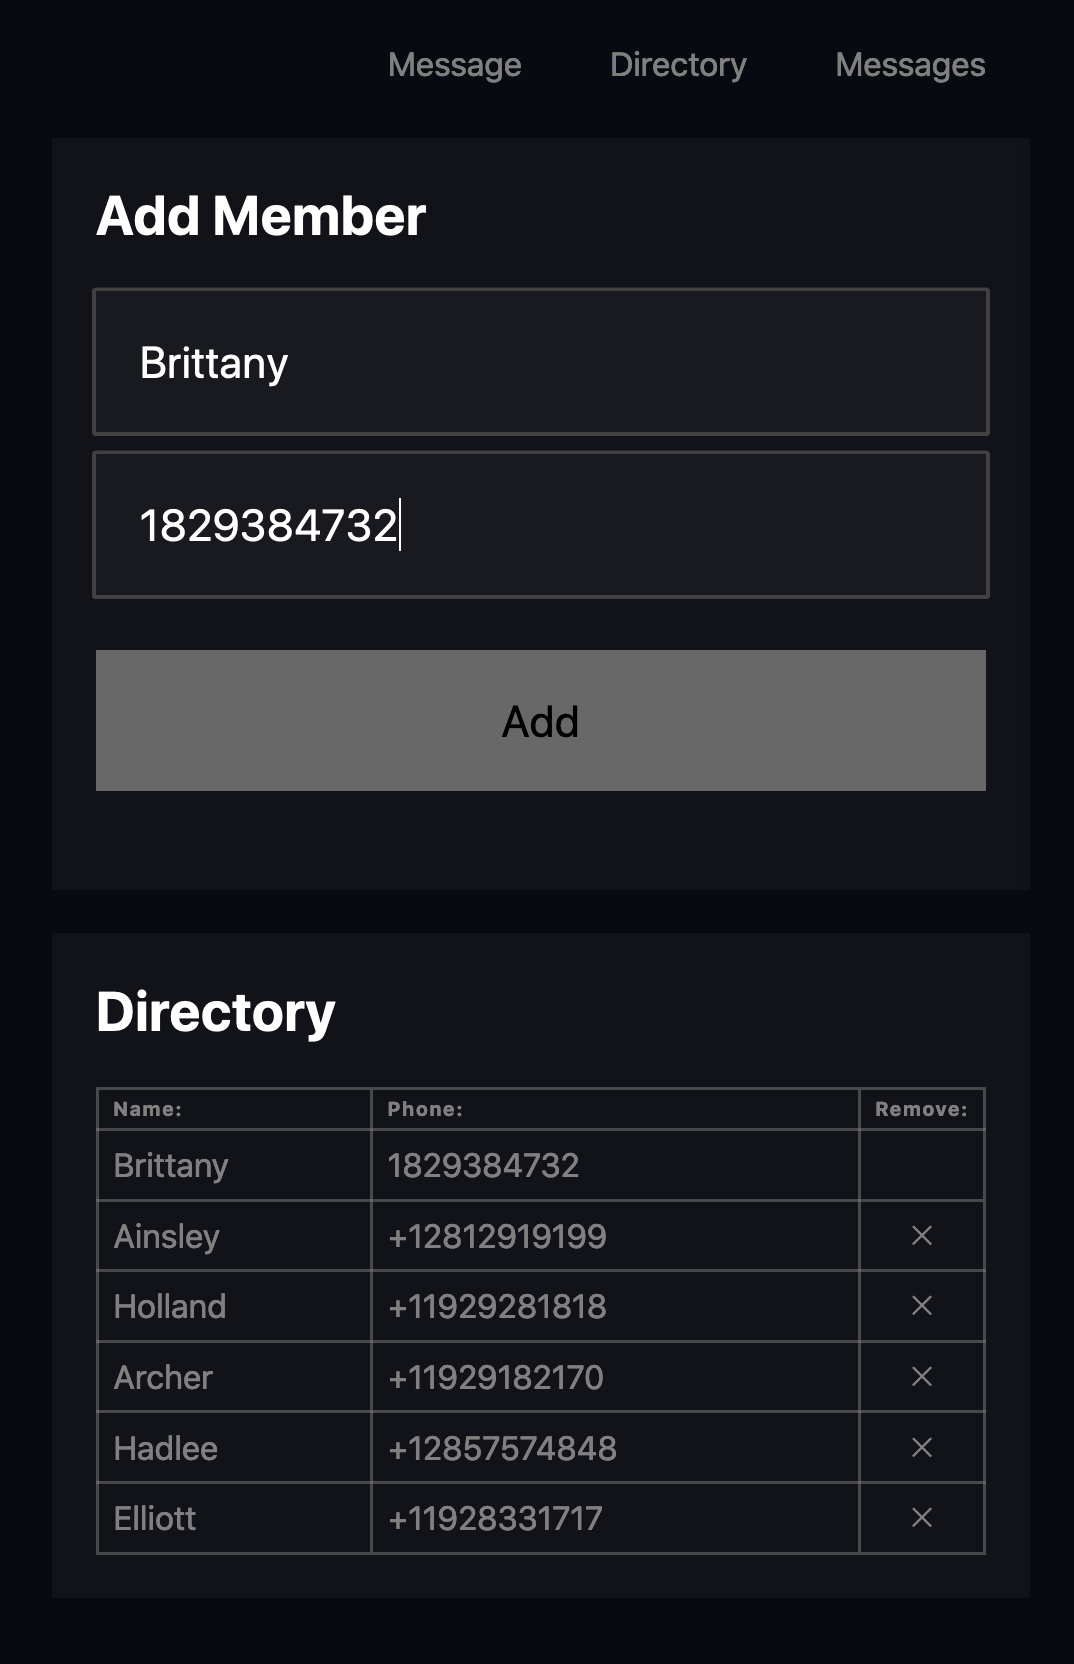 Message Directory Messages
Add Member
Brittany
1829384732
Add
Directory
Name: Phone: Remove:
Brittany 1829384732
Ainsley +12812919199 ×
Holland +11929281818 ×
Archer +11929182170 ×
Hadlee +12857574848 ×
Elliott +11928331717 ×